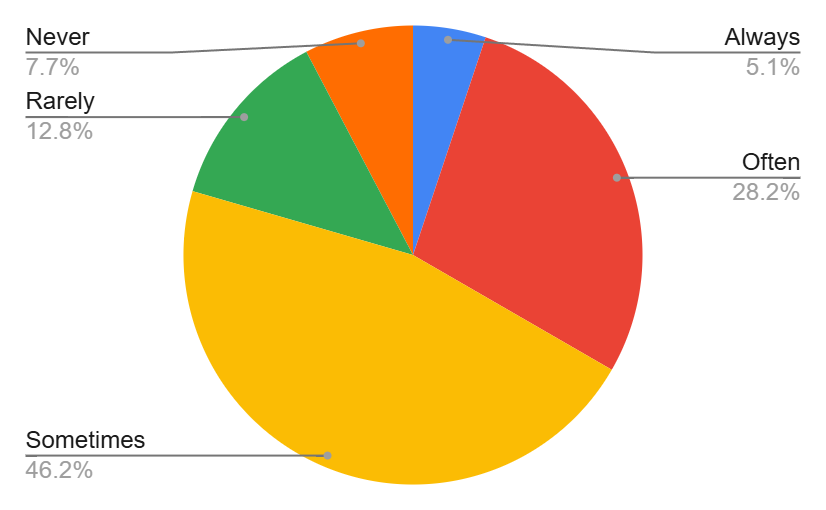 Never
7.7%
Rarely
12.8%
Sometimes
46.2%
Always
5.1%
Often
28.2%